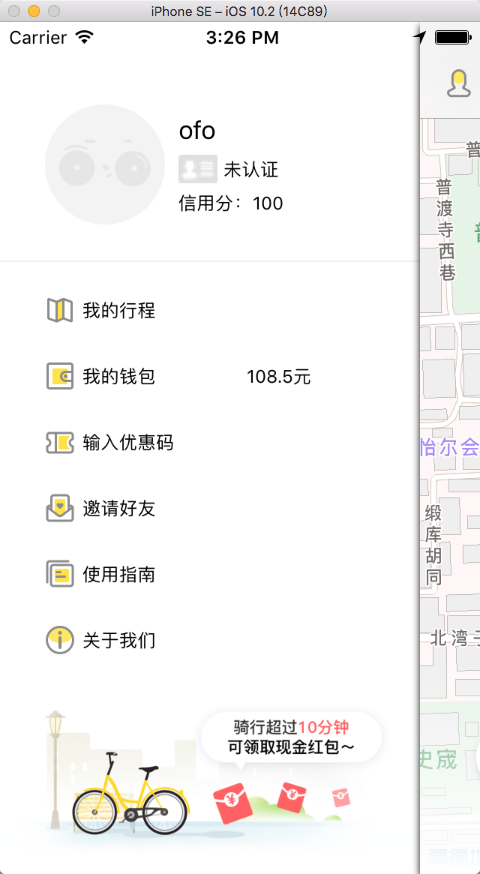 iPhone SE – iOS 10.2 (14C89)
Carrier
3:26 PM
ofo
未认证
信用分：100
我的行程
我的钱包
108.5元
输入优惠码
邀请好友
使用指南
关于我们
骑行超过10分钟
可领取现金红包～
普渡寺西巷
怡尔会
缎库胡同
北湾子
史宬